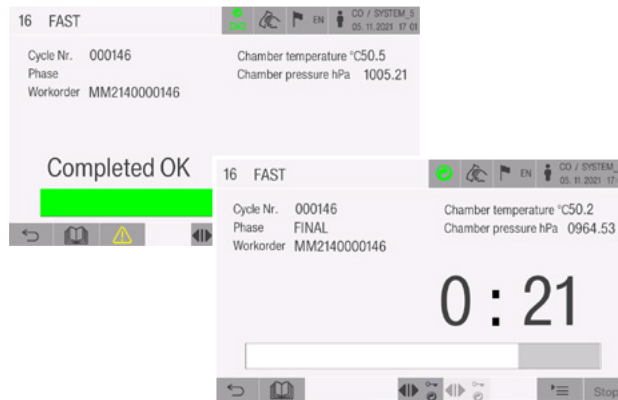 16 FAST
END
EN
CO / SYSTEM_5
05. 11. 2021 17 01
Cycle Nr. 000146
Phase
Workorder MM2140000146
Chamber temperature °C50.5
Chamber pressure hPa 1005.21
Completed OK
16 FAST
EN
CO / SYSTEM_
05. 11. 2021 17
Cycle Nr. 000146
Phase FINAL
Workorder MM2140000146
Chamber temperature °C50.2
Chamber pressure hPa 0964.53
0 : 21
Stop